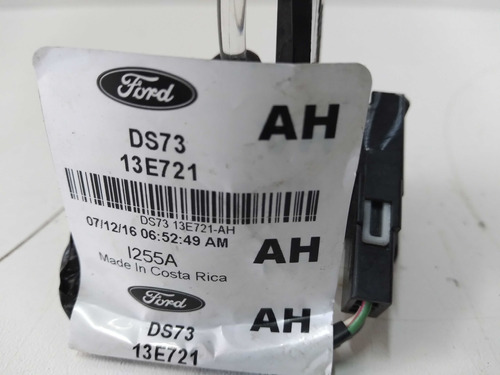 Ford
DS73
13E721
AH
DS73 13E721-AH
07/12/16 06:52:49 AM
I255A
Made In Costa Rica
AH
Ford
DS73
13E721
AH